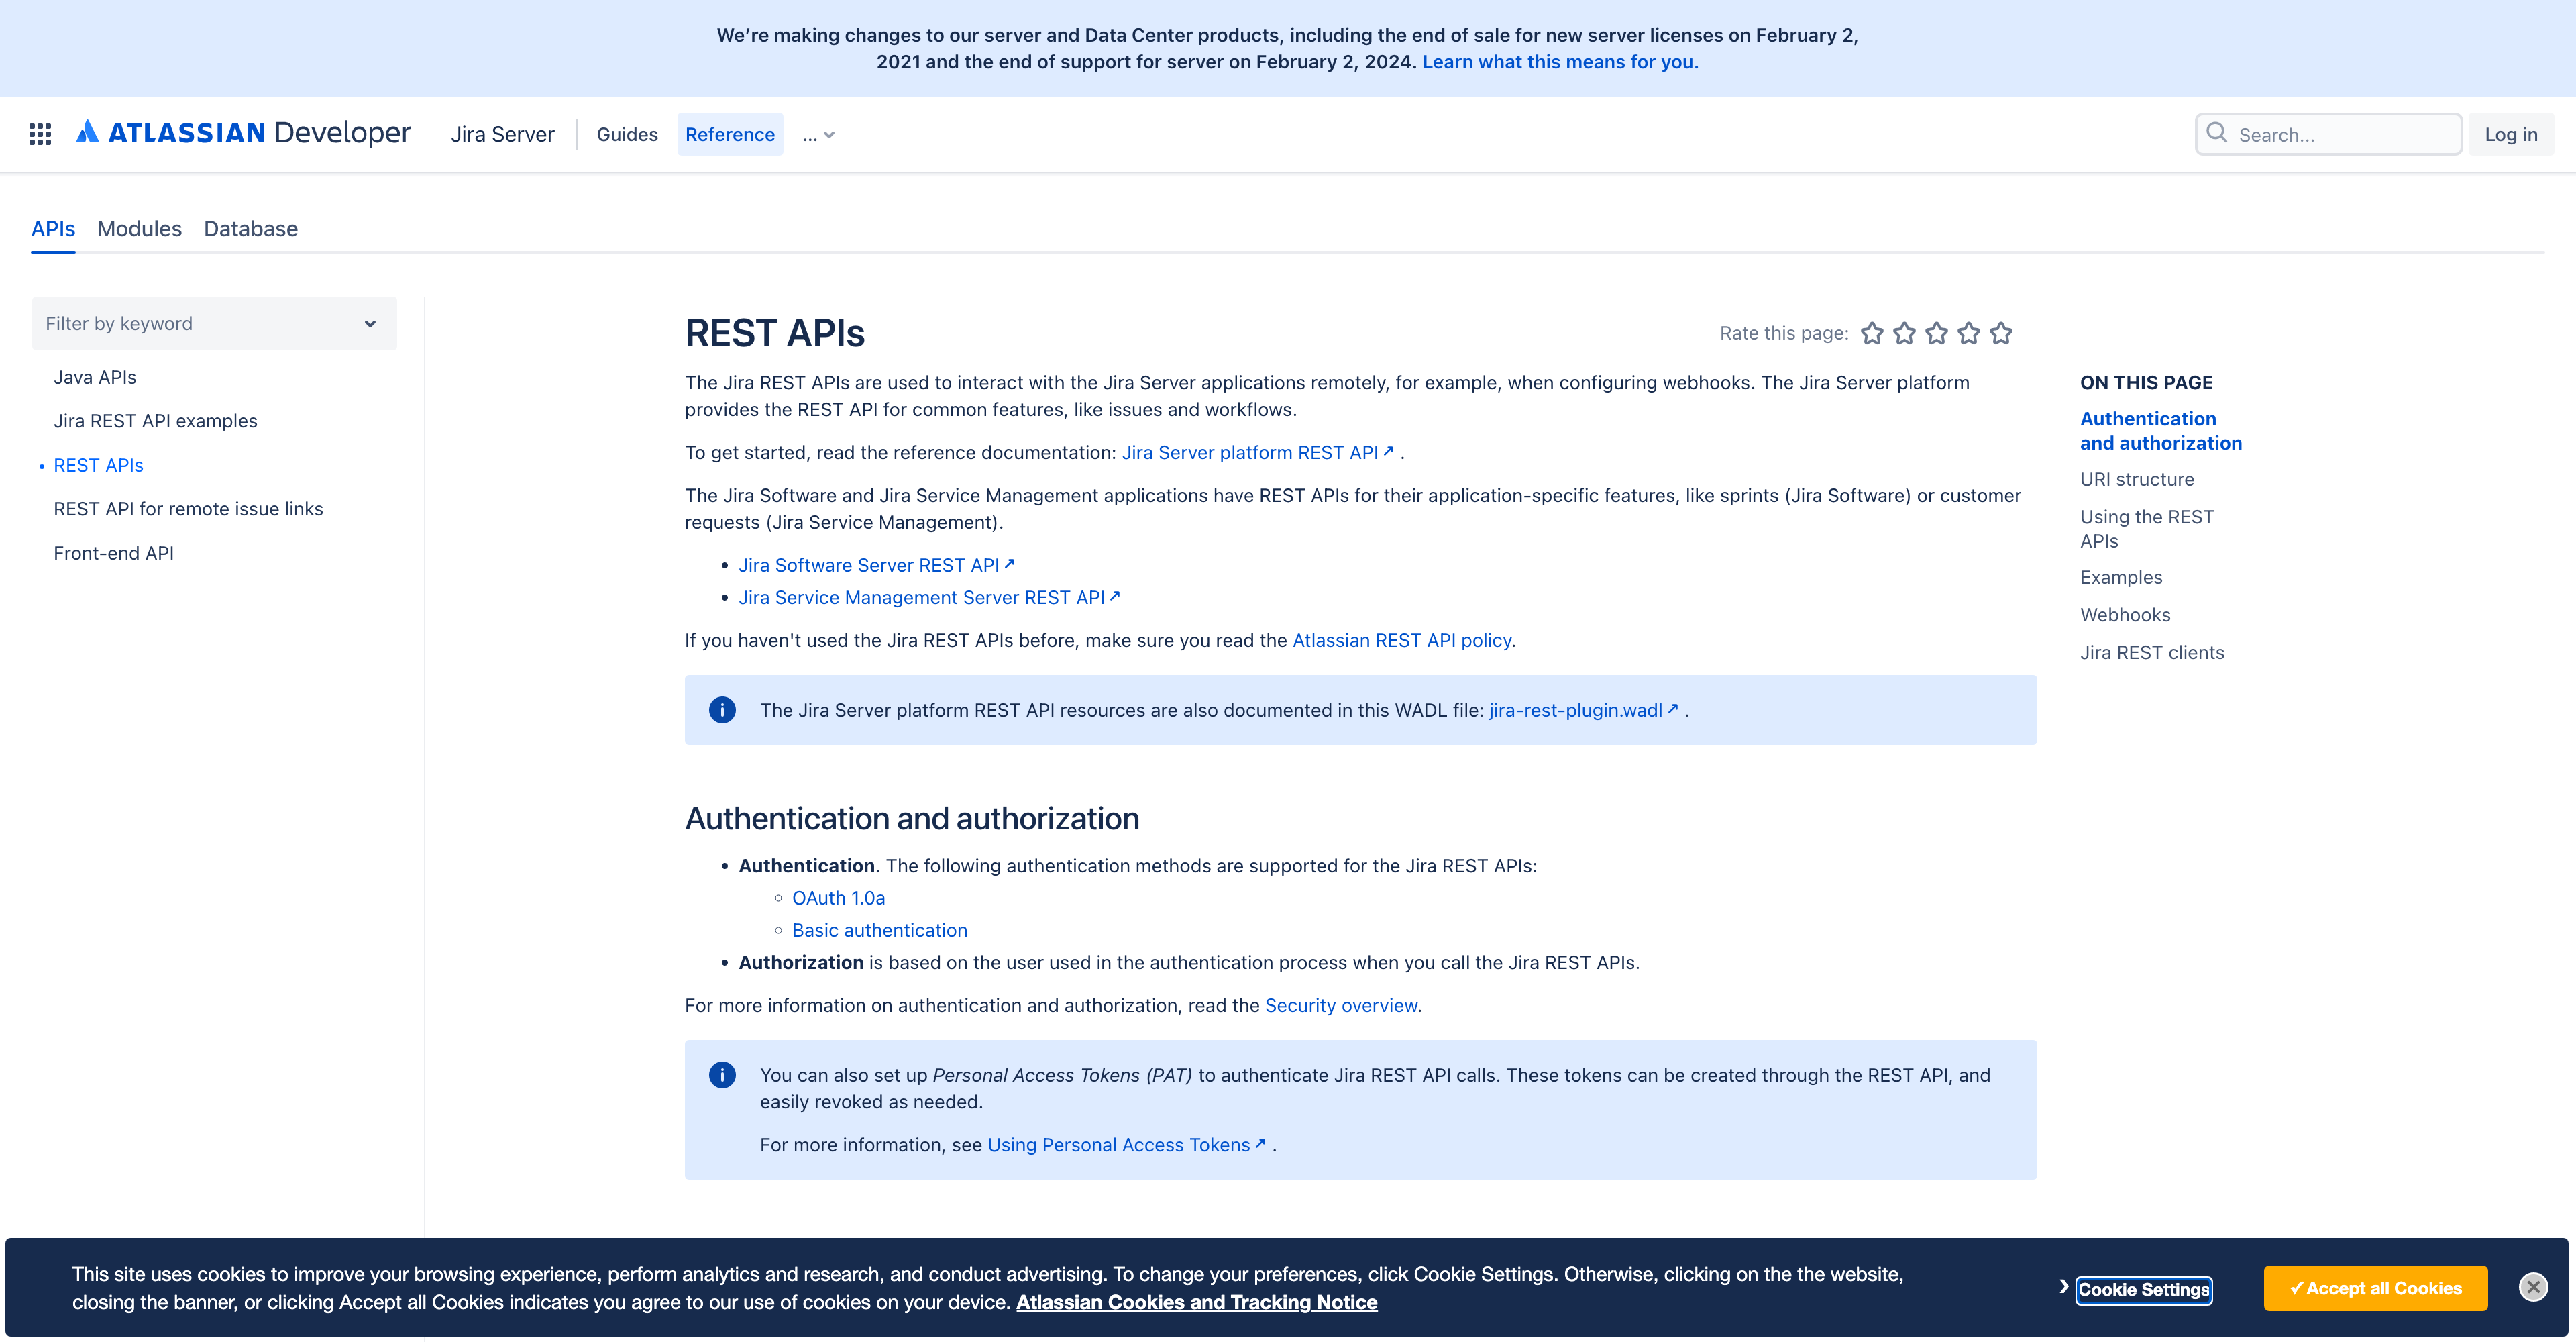 We're making changes to our server and Data Center products, including the end of sale for new server licenses on February 2,
2021 and the end of support for server on February 2, 2024. Learn what this means for you.
ATLASSIAN Developer
Jira Server
Guides
Reference
...
Search...
Log in
APIs
Modules
Database
Filter by keyword
Java APIs
Jira REST API examples
• REST APIs
REST API for remote issue links
Front-end API
REST APIs
Rate this page:
The Jira REST APIs are used to interact with the Jira Server applications remotely, for example, when configuring webhooks. The Jira Server platform
provides the REST API for common features, like issues and workflows.
To get started, read the reference documentation: Jira Server platform REST API↗ .
The Jira Software and Jira Service Management applications have REST APIs for their application-specific features, like sprints (Jira Software) or customer
requests (Jira Service Management).
• Jira Software Server REST API↗
• Jira Service Management Server REST API↗
If you haven't used the Jira REST APIs before, make sure you read the Atlassian REST API policy.
The Jira Server platform REST API resources are also documented in this WADL file: jira-rest-plugin.wadl↗ .
Authentication and authorization
• Authentication. The following authentication methods are supported for the Jira REST APIs:
◦ OAuth 1.0a
◦ Basic authentication
• Authorization is based on the user used in the authentication process when you call the Jira REST APIs.
For more information on authentication and authorization, read the Security overview.
You can also set up Personal Access Tokens (PAT) to authenticate Jira REST API calls. These tokens can be created through the REST API, and
easily revoked as needed.
For more information, see Using Personal Access Tokens↗ .
ON THIS PAGE
Authentication
and authorization
URI structure
Using the REST
APIs
Examples
Webhooks
Jira REST clients
This site uses cookies to improve your browsing experience, perform analytics and research, and conduct advertising. To change your preferences, click Cookie Settings. Otherwise, clicking on the the website,
closing the banner, or clicking Accept all Cookies indicates you agree to our use of cookies on your device. Atlassian Cookies and Tracking Notice
Cookie Settings
✓Accept all Cookies